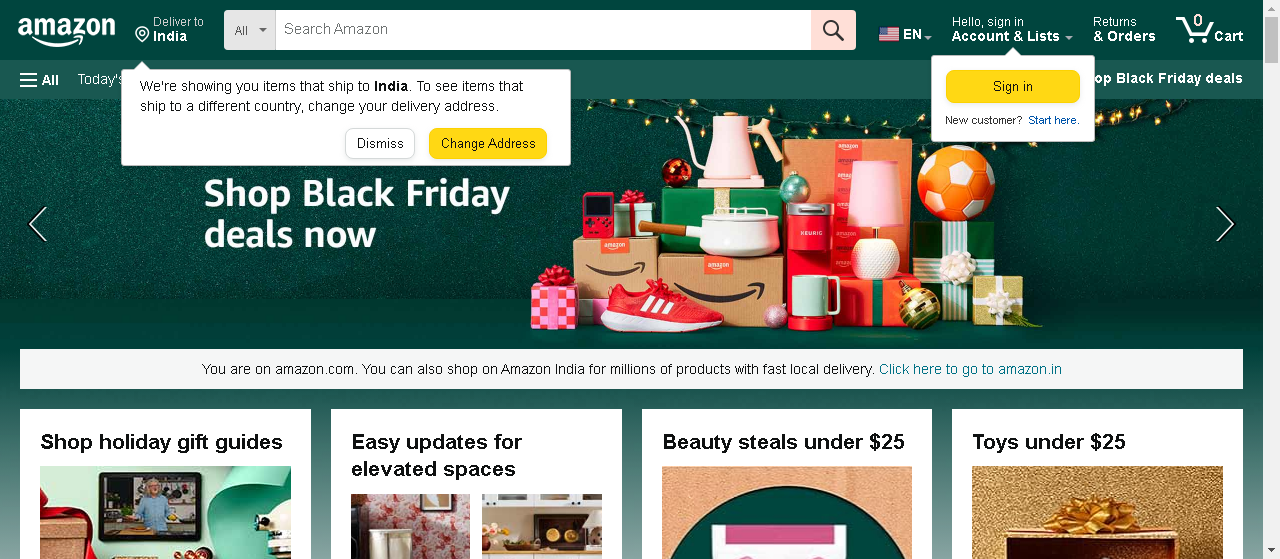 amazon
Deliver to
India
All
Search Amazon
EN
Hello, sign in
Account & Lists
Returns
& Orders
0
Cart
All
Today's
op Black Friday deals
We're showing you items that ship to India. To see items that
ship to a different country, change your delivery address.
Dismiss
Change Address
Sign in
New customer? Start here.
Shop Black Friday
deals now
amazon
amazon
amazon
amazon
KEURIG
You are on amazon.com. You can also shop on Amazon India for millions of products with fast local delivery. Click here to go to amazon.in
Shop holiday gift guides
Easy updates for
elevated spaces
Beauty steals under $25
Toys under $25